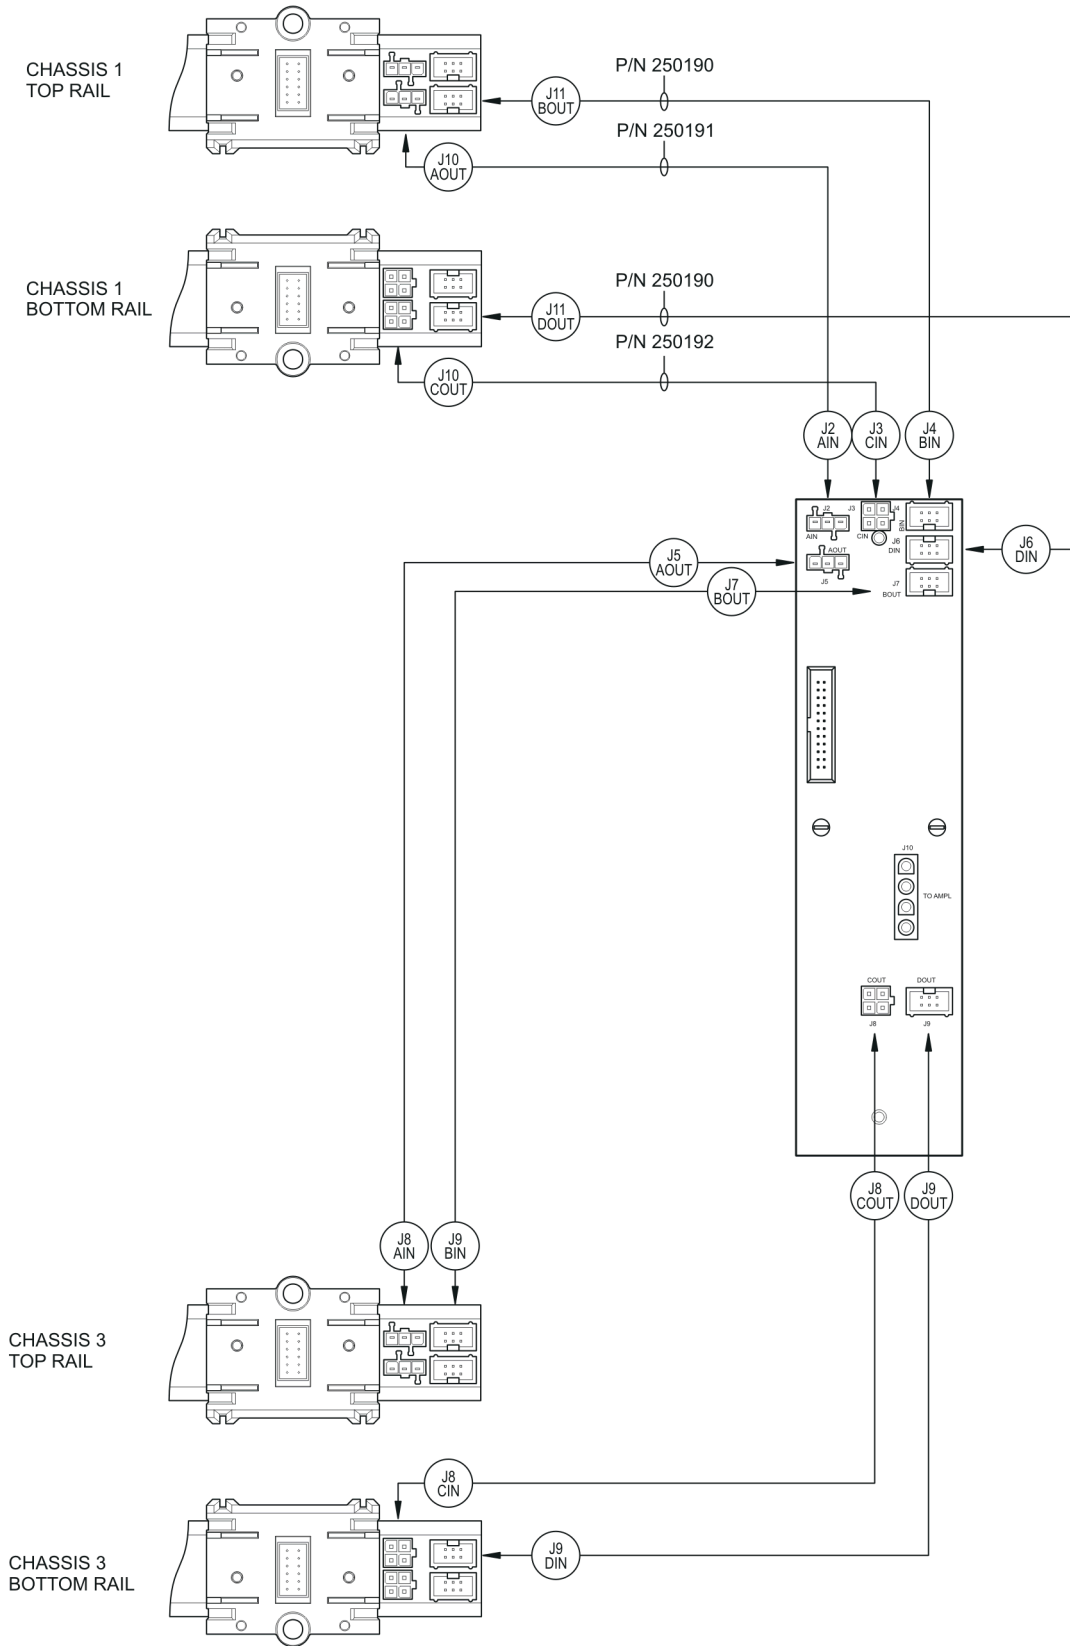 CHASSIS 1
TOP RAIL
P/N 250190
J11
BOUT
P/N 250191
J10
AOUT
CHASSIS 1
BOTTOM RAIL
P/N 250190
J11
DOUT
P/N 250192
J10
COUT
J2
AIN
J3
CIN
J4
BIN
J2
J3
J4
BIN
AIN
CIN
J6
DIN
J6
DIN
J5
AOUT
AOUT
J5
J7
BOUT
J7
BOUT
J10
TO AMPL
COUT
DOUT
J8
J9
J8
COUT
J9
DOUT
J8
AIN
J9
BIN
CHASSIS 3
TOP RAIL
J8
CIN
J9
DIN
CHASSIS 3
BOTTOM RAIL